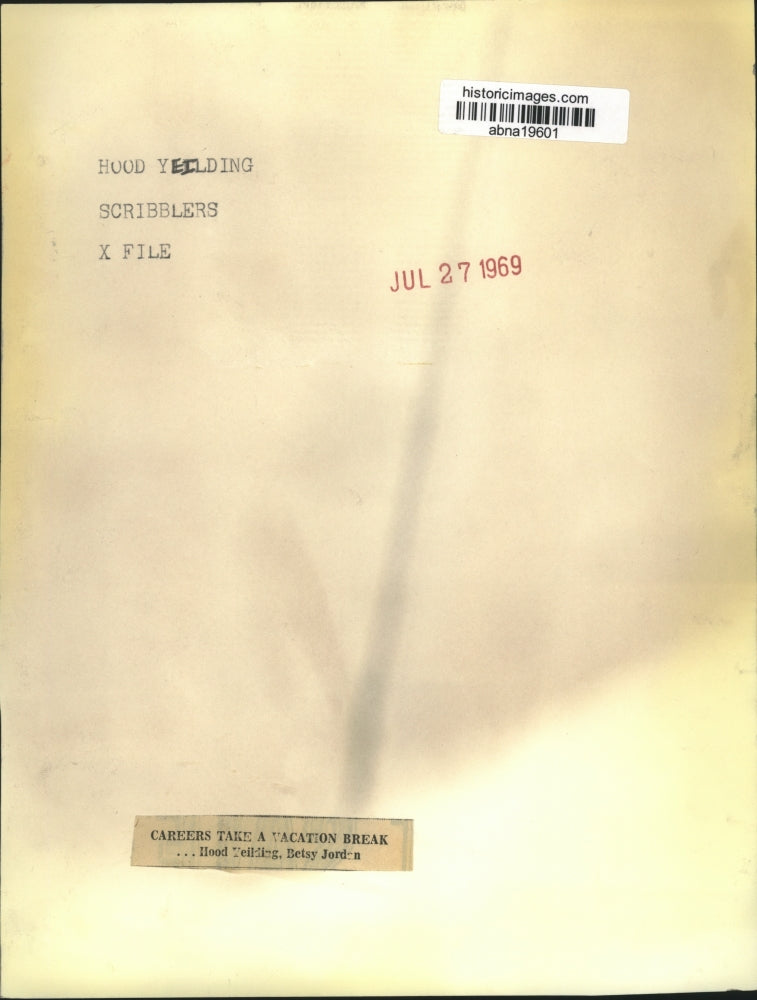 historicimages.com
abna19601
HOOD YEILDING
SCRIBBLERS
X FILE
JUL 27 1969
CAREERS TAKE A VACATION BREAK
... Hood Yeilding, Betsy Jordan